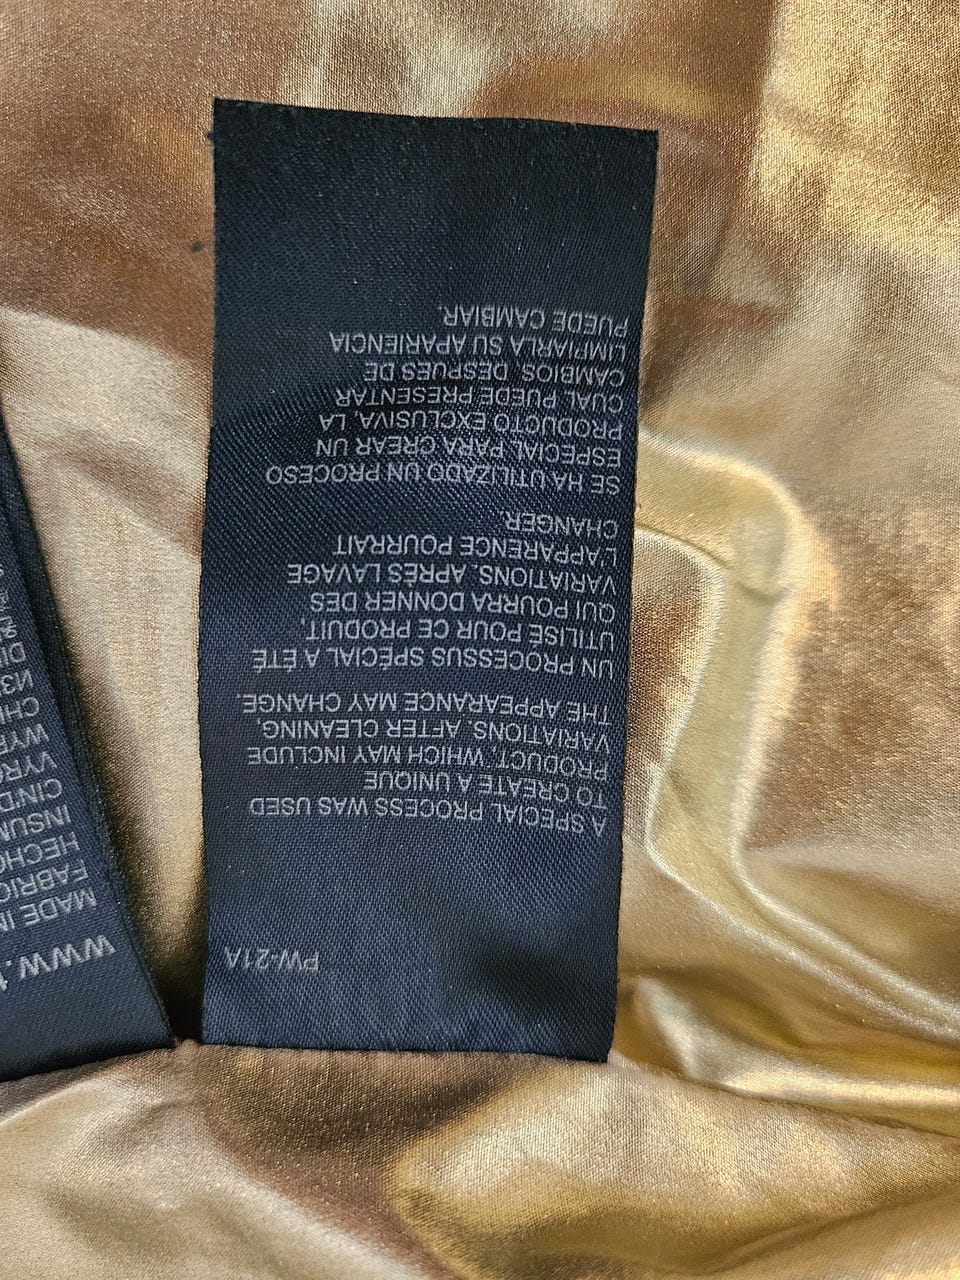 PW-21A
A SPECIAL PROCESS WAS USED
TO CREATE A UNIQUE
PRODUCT, WHICH MAY INCLUDE
VARIATIONS. AFTER CLEANING,
THE APPEARANCE MAY CHANGE.
UN PROCESSUS SPÉCIAL A ÉTÉ
UTILISÉ POUR CE PRODUIT,
QUI POURRA DONNER DES
VARIATIONS. APRÈS LAVAGE
L'APPARENCE POURRAIT
CHANGER.
SE HA UTILIZADO UN PROCESO
ESPECIAL PARA CREAR UN
PRODUCTO EXCLUSIVA, LA
CUAL PUEDE PRESENTAR
CAMBIOS. DESPUES DE
LIMPIARLA SU APARIENCIA
PUEDE CAMBIAR.
WWW.
MADE IN
FABRIC
HECHO
INSUM